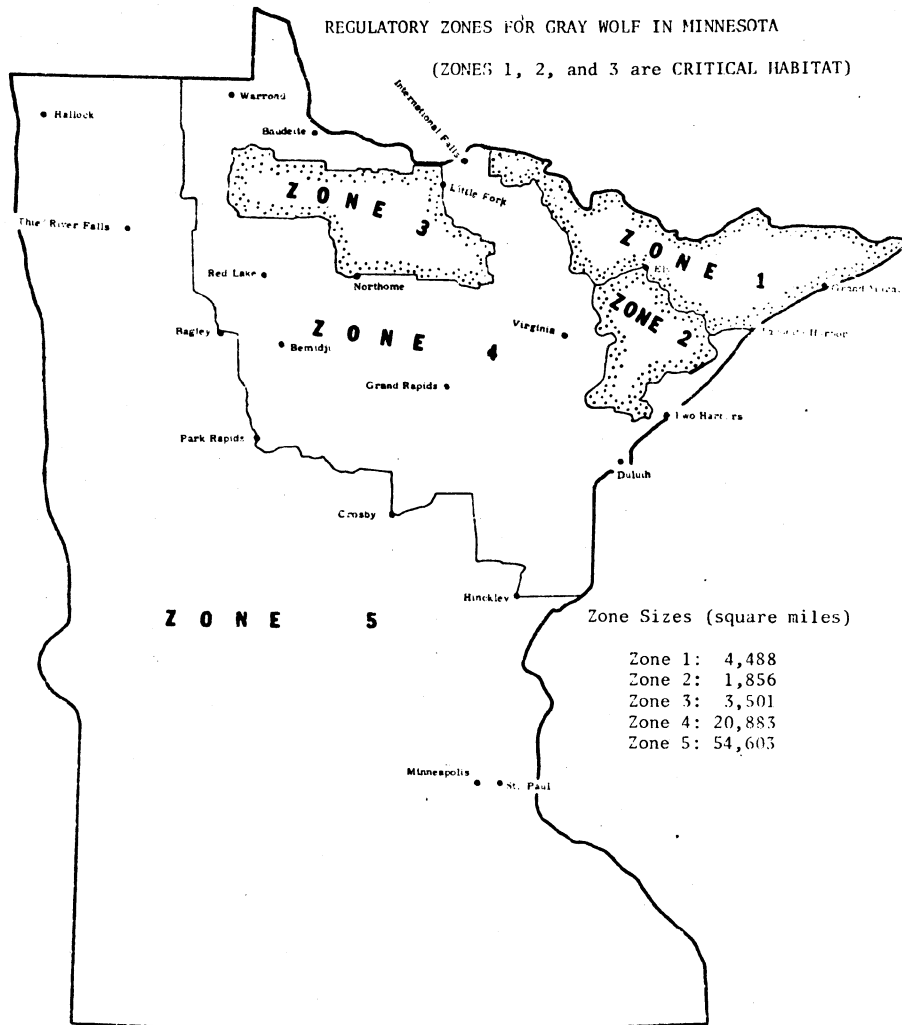 REGULATORY ZONES FOR GRAY WOLF IN MINNESOTA
(ZONES 1, 2, and 3 are CRITICAL HABITAT)
Warroad
Hallock
International Falls
Baudette
ZONE 3
Little Fork
Thief River Falls
ZONE 1
Red Lake
Northome
Grand Marais
ZONE 2
Virginia
Harbor
Bagley
ZONE 4
Bemidji
Grand Rapids
Two Harbors
Park Rapids
Duluth
Crosby
Hinckley
ZONE 5
Zone Sizes (square miles)
Zone 1: 4,488
Zone 2: 1,856
Zone 3: 3,501
Zone 4: 20,883
Zone 5: 54,603
Minneapolis
St. Paul